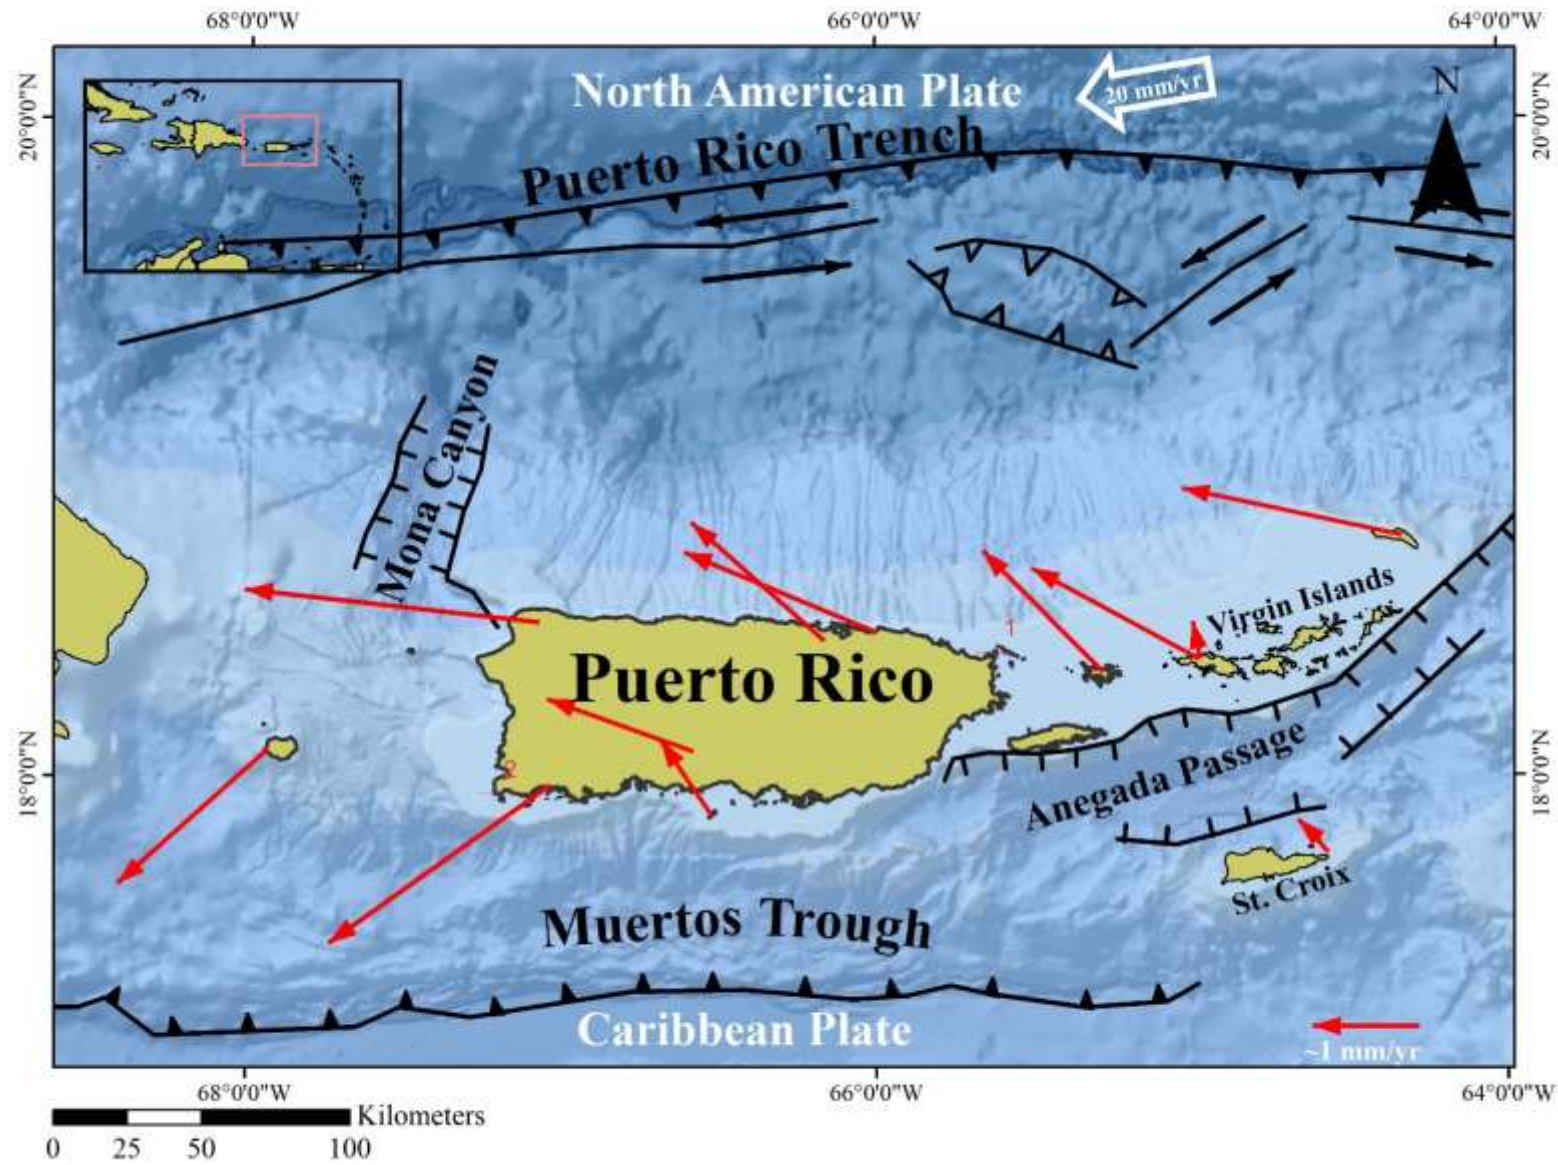 68°0'0"W
66°0'0"W
64°0'0"W
20°0'0"N
20°0'0"N
North American Plate
20 mm/yr
N
Puerto Rico Trench
Mona Canyon
Virgin Islands
1
Puerto Rico
2
18°0'0"N
18°0'0"N
Anegada Passage
St. Croix
Muertos Trough
Caribbean Plate
~1 mm/yr
68°0'0"W
66°0'0"W
64°0'0"W
Kilometers
0 25 50 100